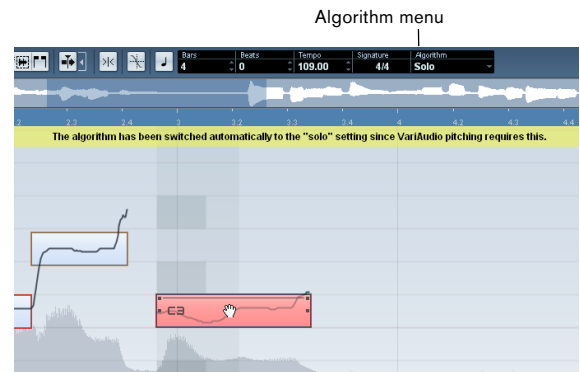 Algorithm menu
Bars Beats Tempo Signature Algorithm
4 0 109.00 4/4 Solo
2 2.3 2.4 3 3.2 3.3 3.4 4 4.2 4.3 4.4
The algorithm has been switched automatically to the "solo" setting since VariAudio pitching requires this.
C3